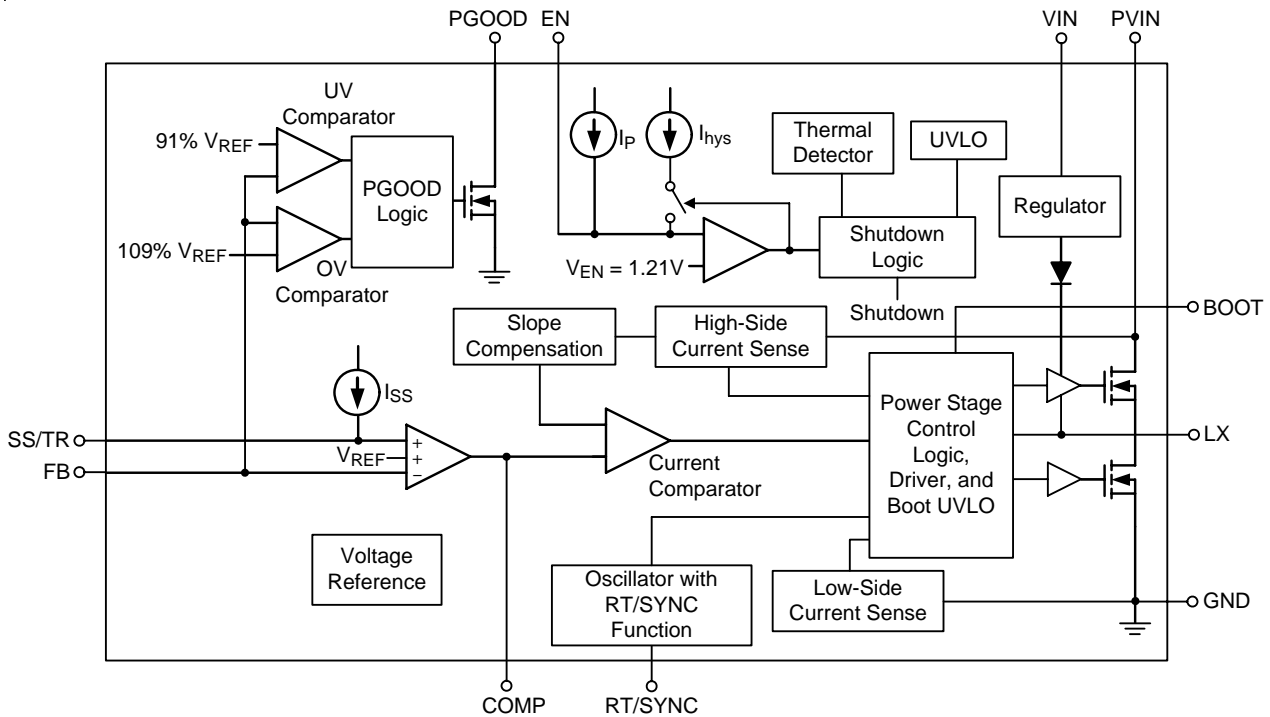 PGOOD EN VIN PVIN
UV
Comparator
91% VREF
PGOOD
Logic
109% VREF
OV
Comparator
IP
Ihys
Thermal
Detector
UVLO
Regulator
VEN = 1.21V
Shutdown
Logic
Shutdown
BOOT
Slope
Compensation
High-Side
Current Sense
ISS
SS/TR
VREF
FB
+
+
−
Current
Comparator
Power Stage
Control
Logic,
Driver, and
Boot UVLO
LX
Voltage
Reference
Oscillator with
RT/SYNC
Function
Low-Side
Current Sense
GND
COMP RT/SYNC